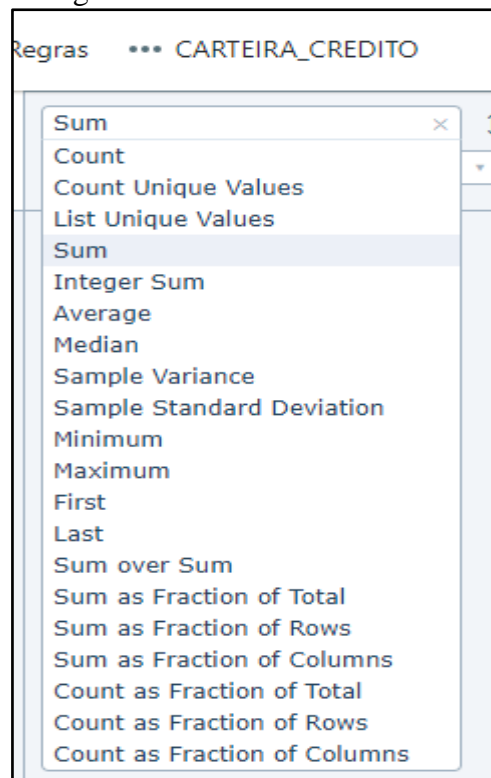 Regras ••• CARTEIRA_CREDITO
Sum ×
Count
Count Unique Values
List Unique Values
Sum
Integer Sum
Average
Median
Sample Variance
Sample Standard Deviation
Minimum
Maximum
First
Last
Sum over Sum
Sum as Fraction of Total
Sum as Fraction of Rows
Sum as Fraction of Columns
Count as Fraction of Total
Count as Fraction of Rows
Count as Fraction of Columns